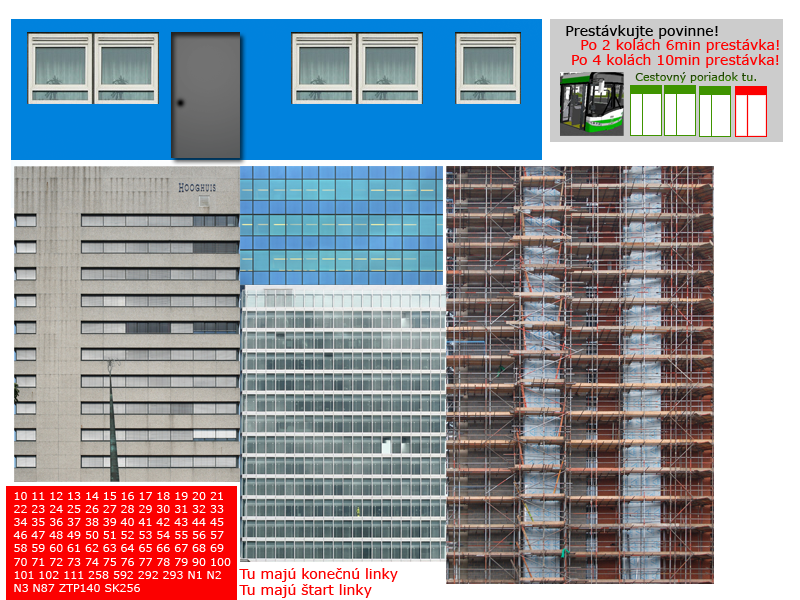 Prestávkujte povinne!
Po 2 kolách 6min prestávka!
Po 4 kolách 10min prestávka!
Cestovný poriadok tu.
HOOGHUIS
10 11 12 13 14 15 16 17 18 19 20 21
22 23 24 25 26 27 28 29 30 31 32 33
34 35 36 37 38 39 40 41 42 43 44 45
46 47 48 49 50 51 52 53 54 55 56 57
58 59 60 61 62 63 64 65 66 67 68 69
70 71 72 73 74 75 76 77 78 79 90 100
101 102 111 258 592 292 293 N1 N2
N3 N87 ZTP140 SK256
Tu majú konečnú linky
Tu majú štart linky